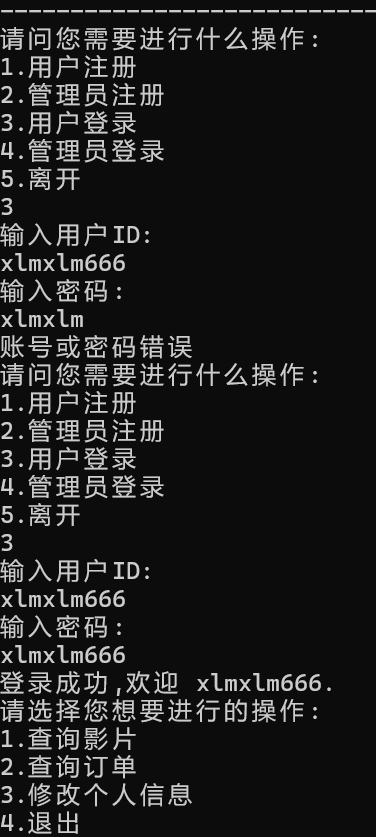 ------------------------------
请问您需要进行什么操作:
1.用户注册
2.管理员注册
3.用户登录
4.管理员登录
5.离开
3
输入用户ID:
xlmxlm666
输入密码:
xlmxlm
账号或密码错误
请问您需要进行什么操作:
1.用户注册
2.管理员注册
3.用户登录
4.管理员登录
5.离开
3
输入用户ID:
xlmxlm666
输入密码:
xlmxlm666
登录成功,欢迎 xlmxlm666.
请选择您想要进行的操作:
1.查询影片
2.查询订单
3.修改个人信息
4.退出